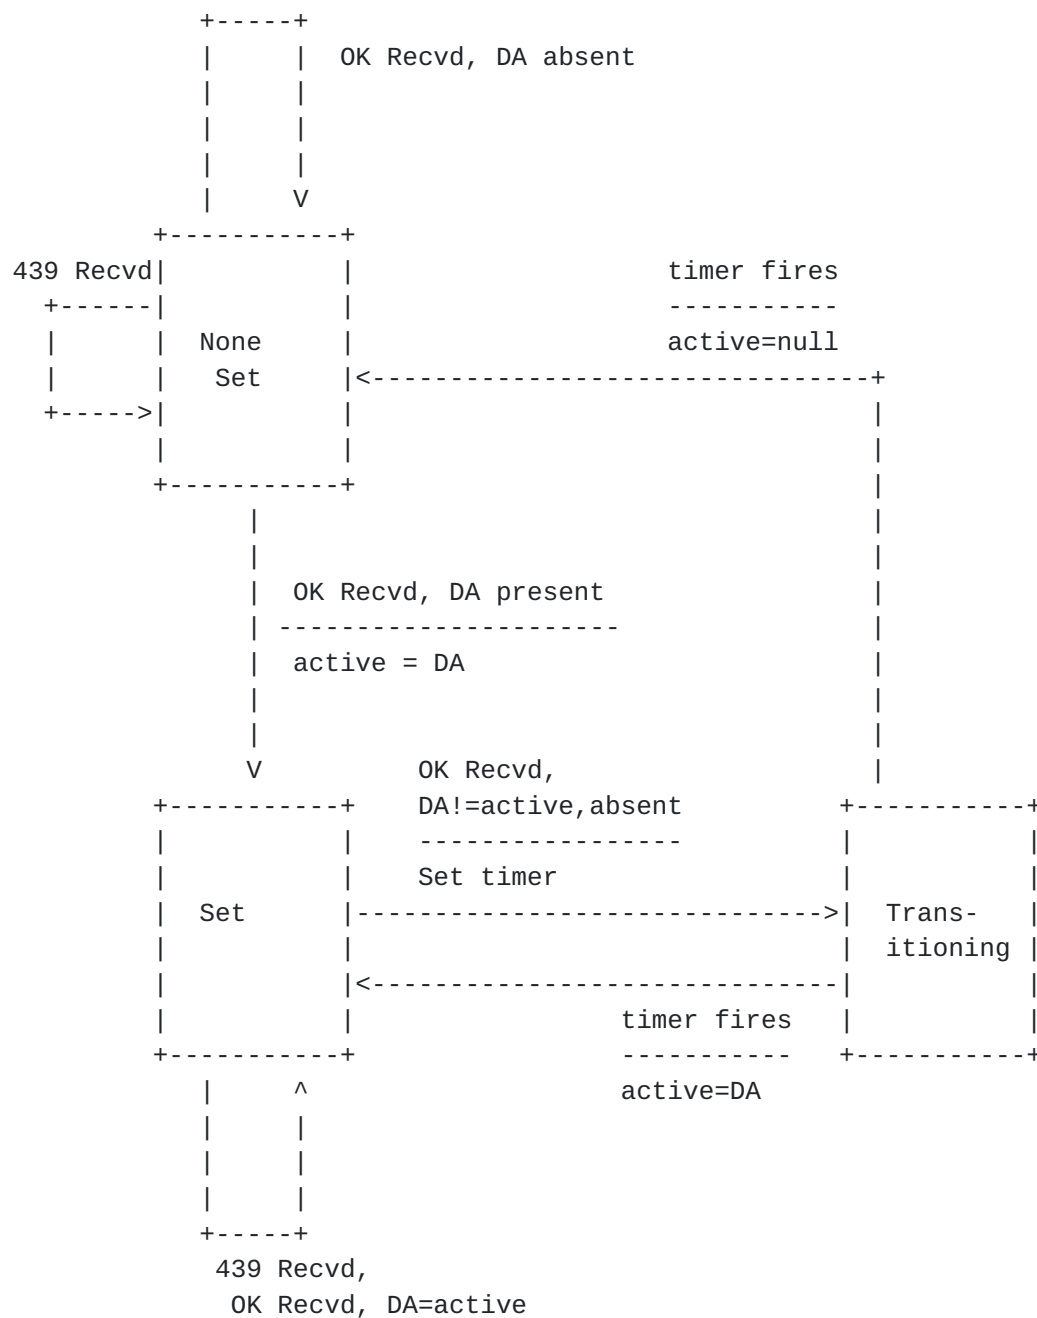 OK Recvd, DA absent
439 Recvd
timer fires
-----------
active=null
None
Set
OK Recvd, DA present
----------------------
active = DA
V
OK Recvd,
DA!=active,absent
-----------------
Set timer
Set
Trans-
itioning
timer fires
-----------
active=DA
439 Recvd,
OK Recvd, DA=active